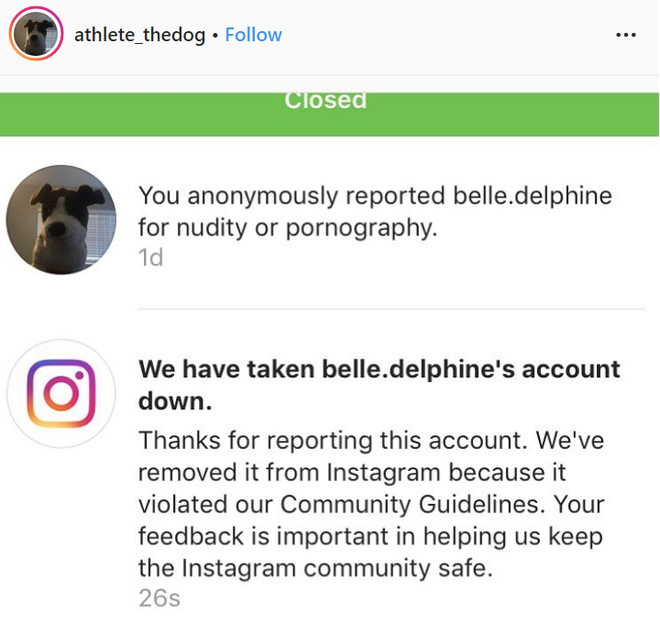 athlete_thedog • Follow
Closed
You anonymously reported belle.delphine
for nudity or pornography.
1d
We have taken belle.delphine's account
down.
Thanks for reporting this account. We've
removed it from Instagram because it
violated our Community Guidelines. Your
feedback is important in helping us keep
the Instagram community safe.
26s